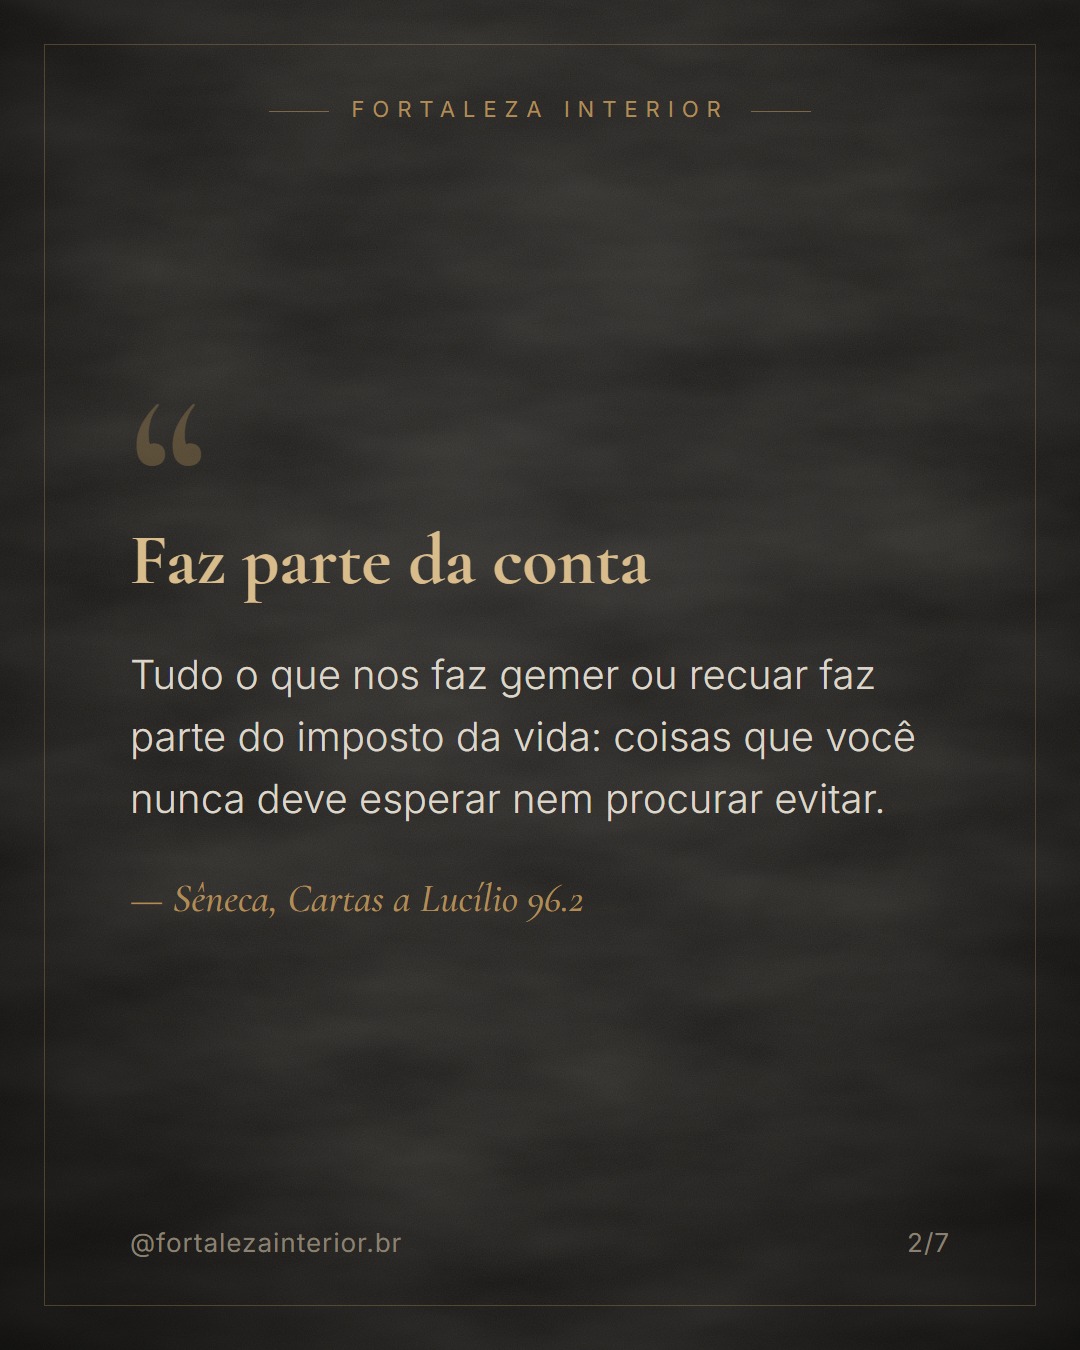 FORTALEZA INTERIOR
“
Faz parte da conta
Tudo o que nos faz gemer ou recuar faz
parte do imposto da vida: coisas que você
nunca deve esperar nem procurar evitar.
— Sêneca, Cartas a Lucílio 96.2
@fortalezainterior.br
2/7